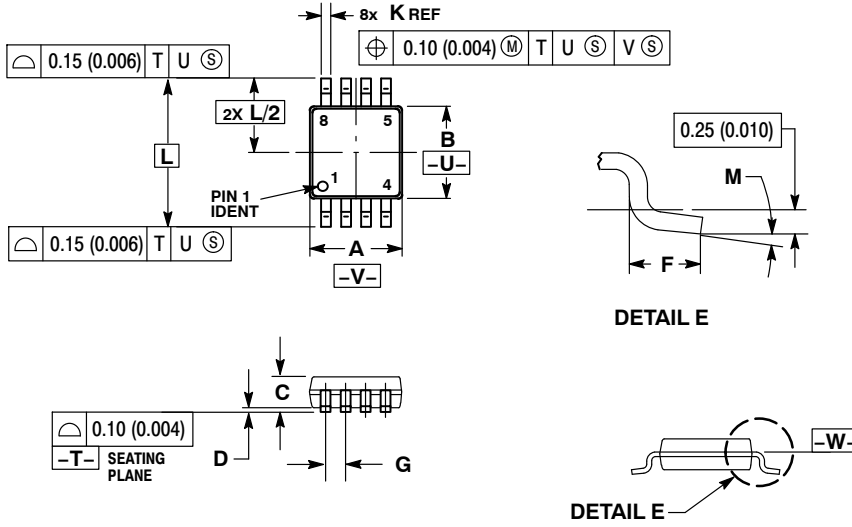 8x K REF
⌖ 0.10 (0.004) Ⓜ T U Ⓢ V Ⓢ
⌓ 0.15 (0.006) T U Ⓢ
2X L/2
8 5
B
–U–
L
PIN 1
IDENT
1
4
⌓ 0.15 (0.006) T U Ⓢ
A
–V–
0.25 (0.010)
M
F
DETAIL E
C
⌓ 0.10 (0.004)
–T– SEATING
PLANE
D
G
–W–
DETAIL E